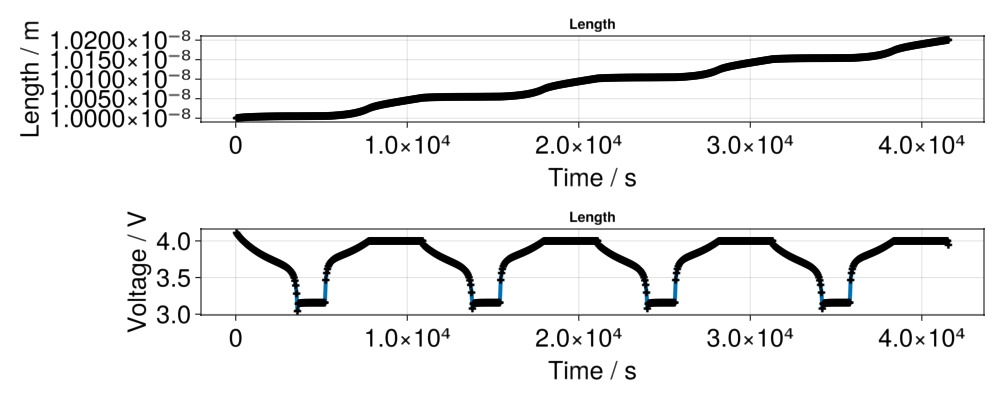 Length
Length / m
1.0200×10⁻⁸
1.0150×10⁻⁸
1.0100×10⁻⁸
1.0050×10⁻⁸
1.0000×10⁻⁸
0 1.0×10⁴ 2.0×10⁴ 3.0×10⁴ 4.0×10⁴
Time / s
Length
Voltage / V
4.0
3.5
3.0
0 1.0×10⁴ 2.0×10⁴ 3.0×10⁴ 4.0×10⁴
Time / s